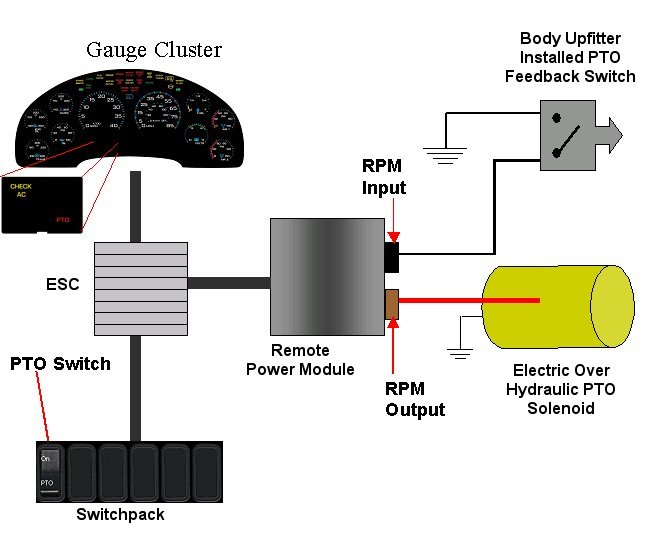 Gauge Cluster
Body Upfitter
Installed PTO
Feedback Switch
RPM
Input
CHECK
AC
PTO
ESC
Remote
Power Module
PTO Switch
RPM
Output
Electric Over
Hydraulic PTO
Solenoid
On
PTO
Switchpack